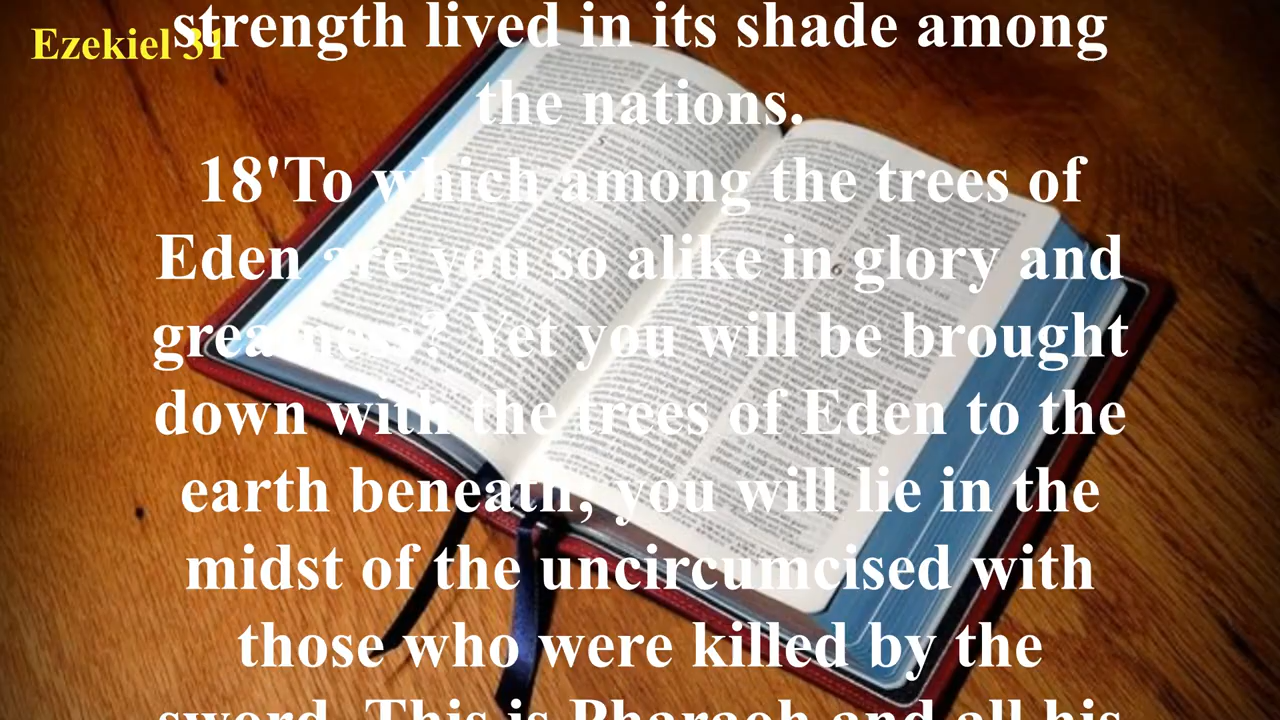 Ezekiel 31
strength lived in its shade among
the nations.
18'To which among the trees of
Eden are you so alike in glory and
greatness? Yet you will be brought
down with the trees of Eden to the
earth beneath; you will lie in the
midst of the uncircumcised with
those who were killed by the
sword. This is Pharaoh and all his